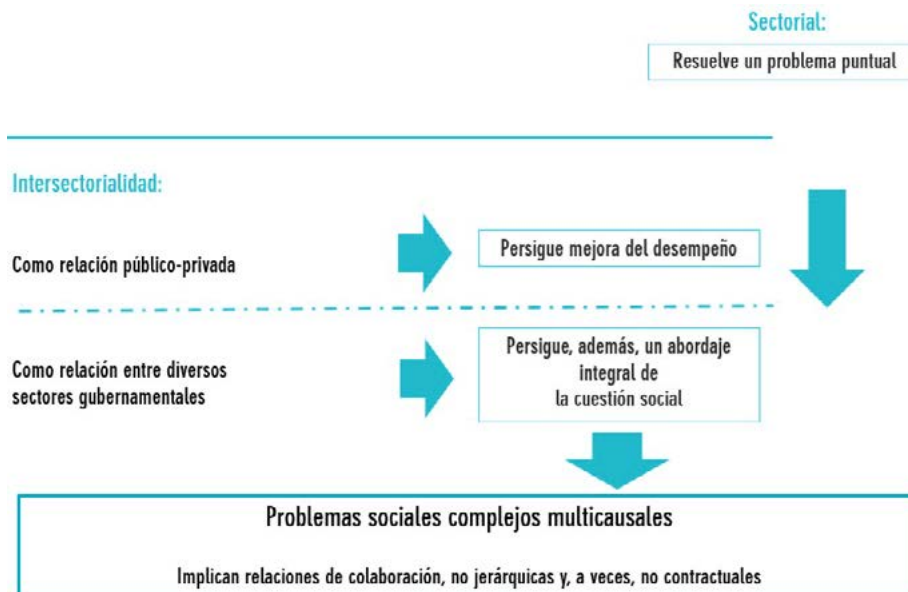 Sectorial:
Resuelve un problema puntual
Intersectorialidad:
Como relación público-privada
Persigue mejora del desempeño
Como relación entre diversos
sectores gubernamentales
Persigue, además, un abordaje
integral de
la cuestión social
Problemas sociales complejos multicausales
Implican relaciones de colaboración, no jerárquicas y, a veces, no contractuales